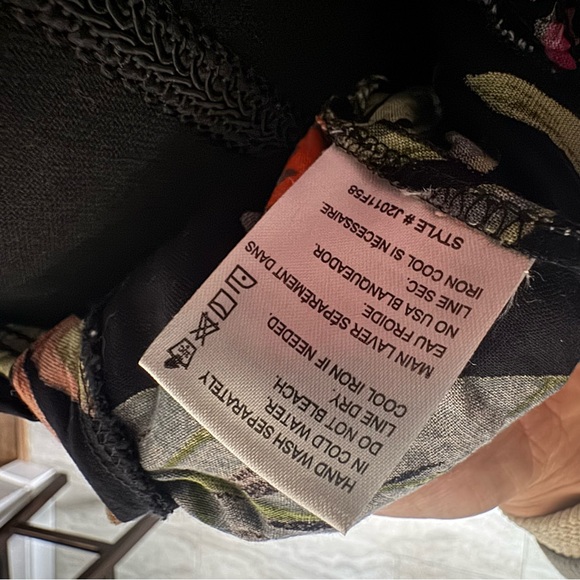 HAND WASH SEPARATELY
IN COLD WATER.
DO NOT BLEACH.
LINE DRY.
COOL IRON IF NEEDED.
MAIN LAVER SÉPARÉMENT DANS
EAU FROIDE.
NO USA BLANQUEADOR.
LINE SEC.
IRON COOL SI NÉCESSAIRE
STYLE # J2011F58